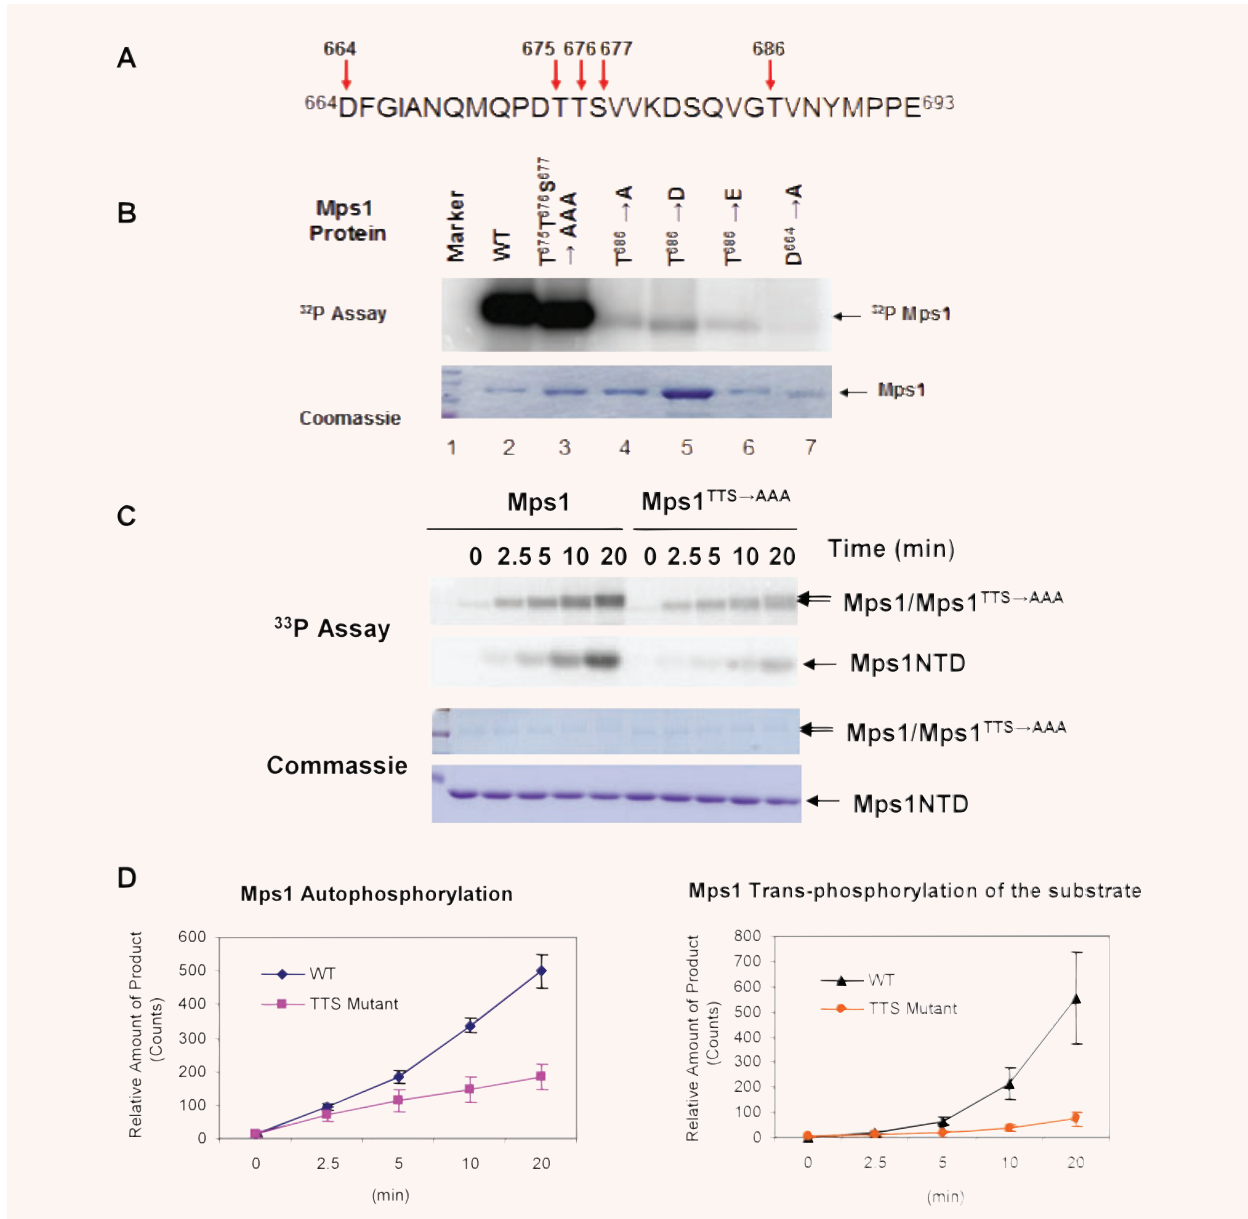 A
664 675 676 677 686
664DFGIANQMQPDTTSVVKDSQVGTVNYMPPE693
B
Mps1
Protein
Marker
WT
T675T676S677
→ AAA
T686 →A
T686 →D
T686 →E
D664 →A
32P Assay
32P Mps1
Coomassie
Mps1
1 2 3 4 5 6 7
C
Mps1 Mps1TTS→AAA
0 2.5 5 10 20 0 2.5 5 10 20 Time (min)
33P Assay
Mps1/Mps1TTS→AAA
Mps1NTD
Commassie
Mps1/Mps1TTS→AAA
Mps1NTD
D
Mps1 Autophosphorylation
Relative Amount of Product
(Counts)
600
500
400
300
200
100
0
WT
TTS Mutant
0 2.5 5 10 20
(min)
Mps1 Trans-phosphorylation of the substrate
Relative Amount of Product
(Counts)
800
700
600
500
400
300
200
100
0
WT
TTS Mutant
0 2.5 5 10 20
(min)